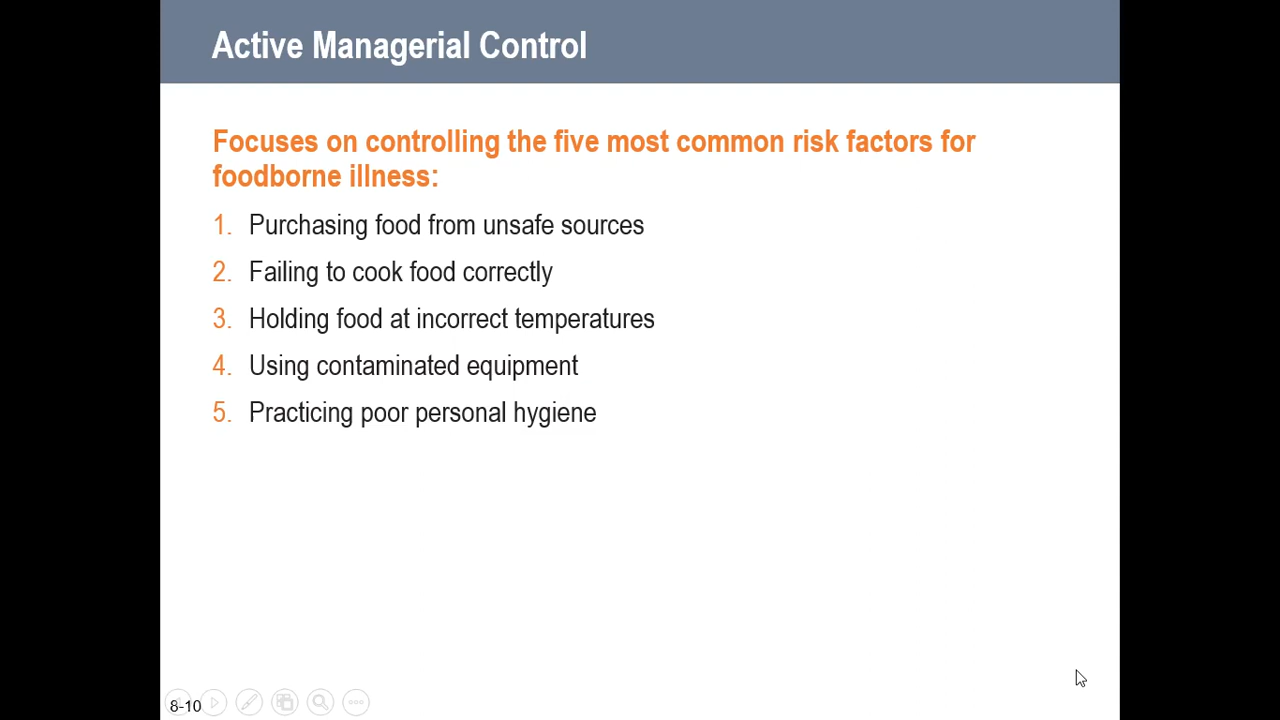 Active Managerial Control
Focuses on controlling the five most common risk factors for
foodborne illness:
1. Purchasing food from unsafe sources
2. Failing to cook food correctly
3. Holding food at incorrect temperatures
4. Using contaminated equipment
5. Practicing poor personal hygiene
8-10